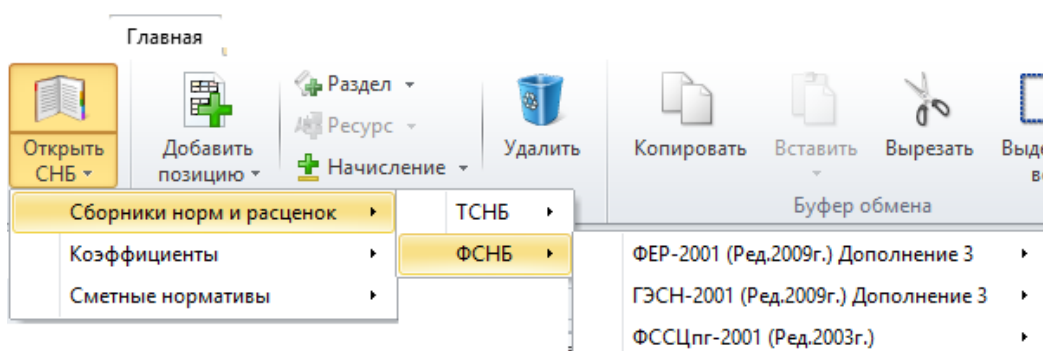 Главная
Раздел
Ресурс
Начисление
Открыть
СНБ
Добавить
позицию
Удалить
Копировать
Вставить
Вырезать
Буфер обмена
Сборники норм и расценок
Коэффициенты
Сметные нормативы
ТСНБ
ФСНБ
ФЕР-2001 (Ред.2009г.) Дополнение 3
ГЭСН-2001 (Ред.2009г.) Дополнение 3
ФССЦпг-2001 (Ред.2003г.)